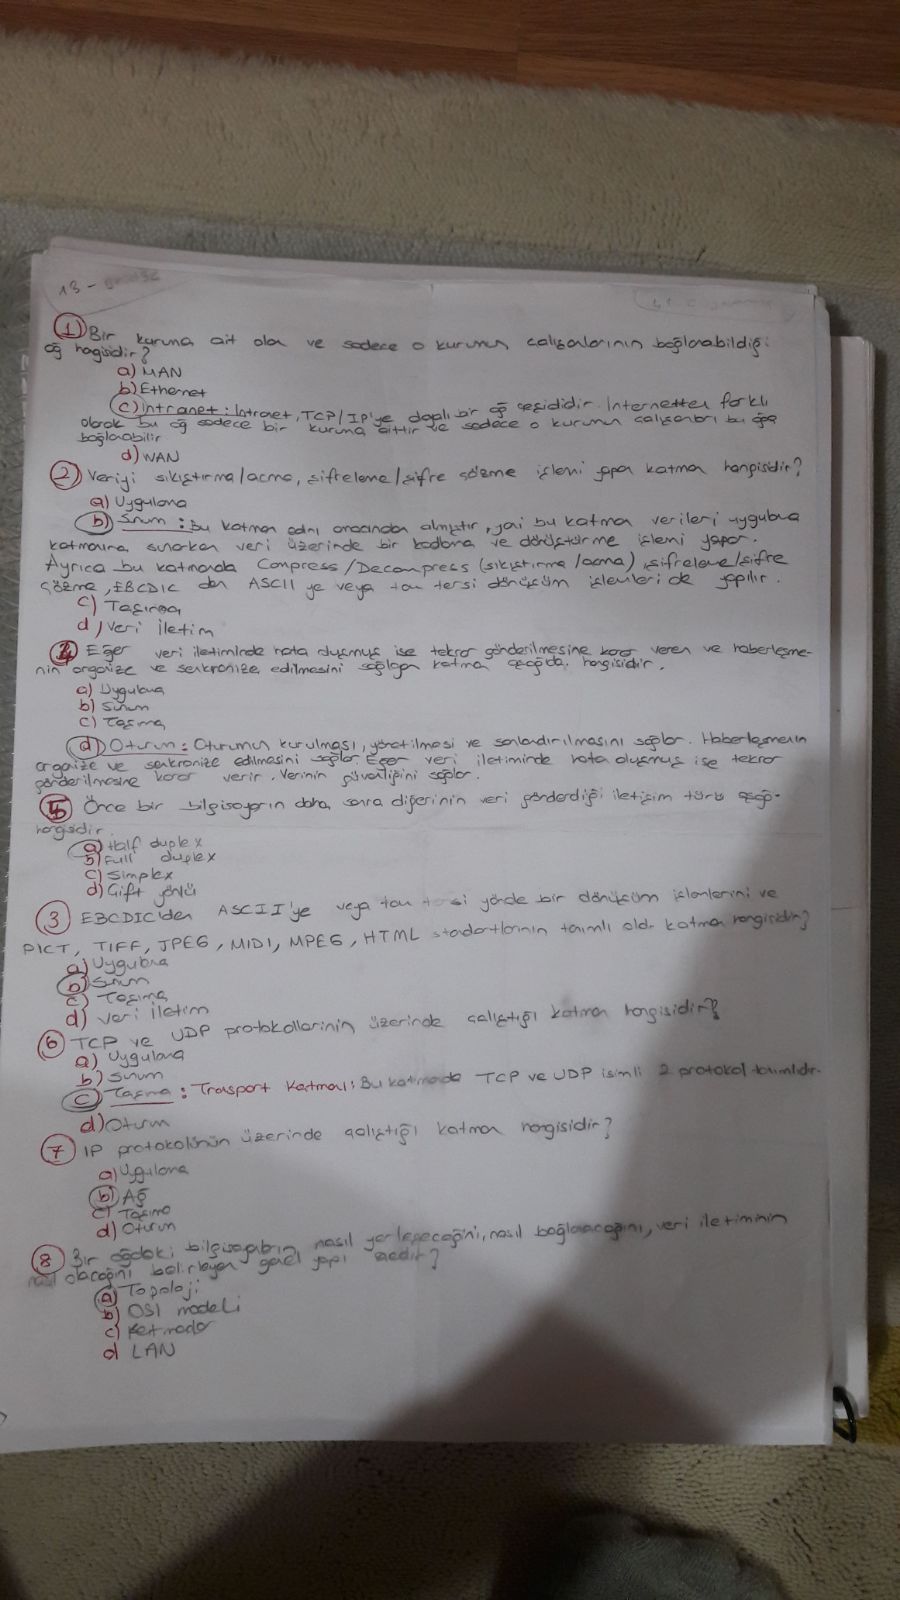 13 -
① Bir kuruma ait olan ve sadece o kurumun çalışanlarının bağlanabildiği
ağ hangisidir?
a) MAN
b) Ethernet
c) intranet : Intranet, TCP/IP'ye dayalı bir ağ çeşididir. Internetten farklı
olarak bu ağ sadece bir kuruma aittir ve sadece o kurumun çalışanları bu ağa
bağlanabilir
d) WAN
② Veriyi sıkıştırma/açma, şifreleme/şifre çözme işlemi yapan katman hangisidir?
a) Uygulama
b) Sunum : Bu katman adını amacından almıştır, yani bu katman verileri uygulama
katmanına sunarken veri üzerinde bir kodlama ve dönüştürme işlemi yapar.
Ayrıca bu katmanda Compress/Decompress (sıkıştırma/açma), şifreleme/şifre
çözme, EBCDIC den ASCII ye veya tam tersi dönüşüm işlemleri de yapılır.
c) Taşıma
d) Veri İletim
Eğer veri iletiminde hata oluşmuş ise tekrar gönderilmesine karar veren ve haberleşme-
nin organize ve senkronize edilmesini sağlayan katman aşağıda. hangisidir.
a) Uygulama
b) Sunum
c) Taşıma
d) Oturum : Oturumun kurulması, yönetilmesi ve sonlandırılmasını sağlar. Haberleşmenin
organize ve senkronize edilmesini sağlar. Eğer veri iletiminde hata oluşmuş ise tekrar
gönderilmesine karar verir. Verinin güvenliğini sağlar.
Önce bir bilgisayarın daha sonra diğerinin veri gönderdiği iletişim türü aşağı-
hangisidir.
a) Half duplex
b) Full duplex
c) Simplex
d) Çift yönlü
③ EBCDIC'den ASCII'ye veya tam tersi yönde bir dönüşüm işlemlerini ve
PICT, TIFF, JPEG, MIDI, MPEG, HTML standartlarının tanımlı old. katman hangisidir?
a) Uygulama
b) Sunum
c) Taşıma
d) Veri İletim
⑥ TCP ve UDP protokollerinin üzerinde çalıştığı katman hangisidir?
a) Uygulama
b) Sunum
c) Taşıma : Transport Katmanı : Bu katmanda TCP ve UDP isimli 2 protokol tanımlıdır.
d) Oturum
⑦ IP protokolünün üzerinde çalıştığı katman hangisidir?
a) Uygulama
b) Ağ
c) Taşıma
d) Oturum
⑧ Bir ağdaki bilgisayarların nasıl yerleşeceğini, nasıl bağlanacağını, veri iletiminin
nasıl olacağını belirleyen genel yapı nedir?
a) Topoloji
b) OSI modeli
c) Katmanlar
d LAN